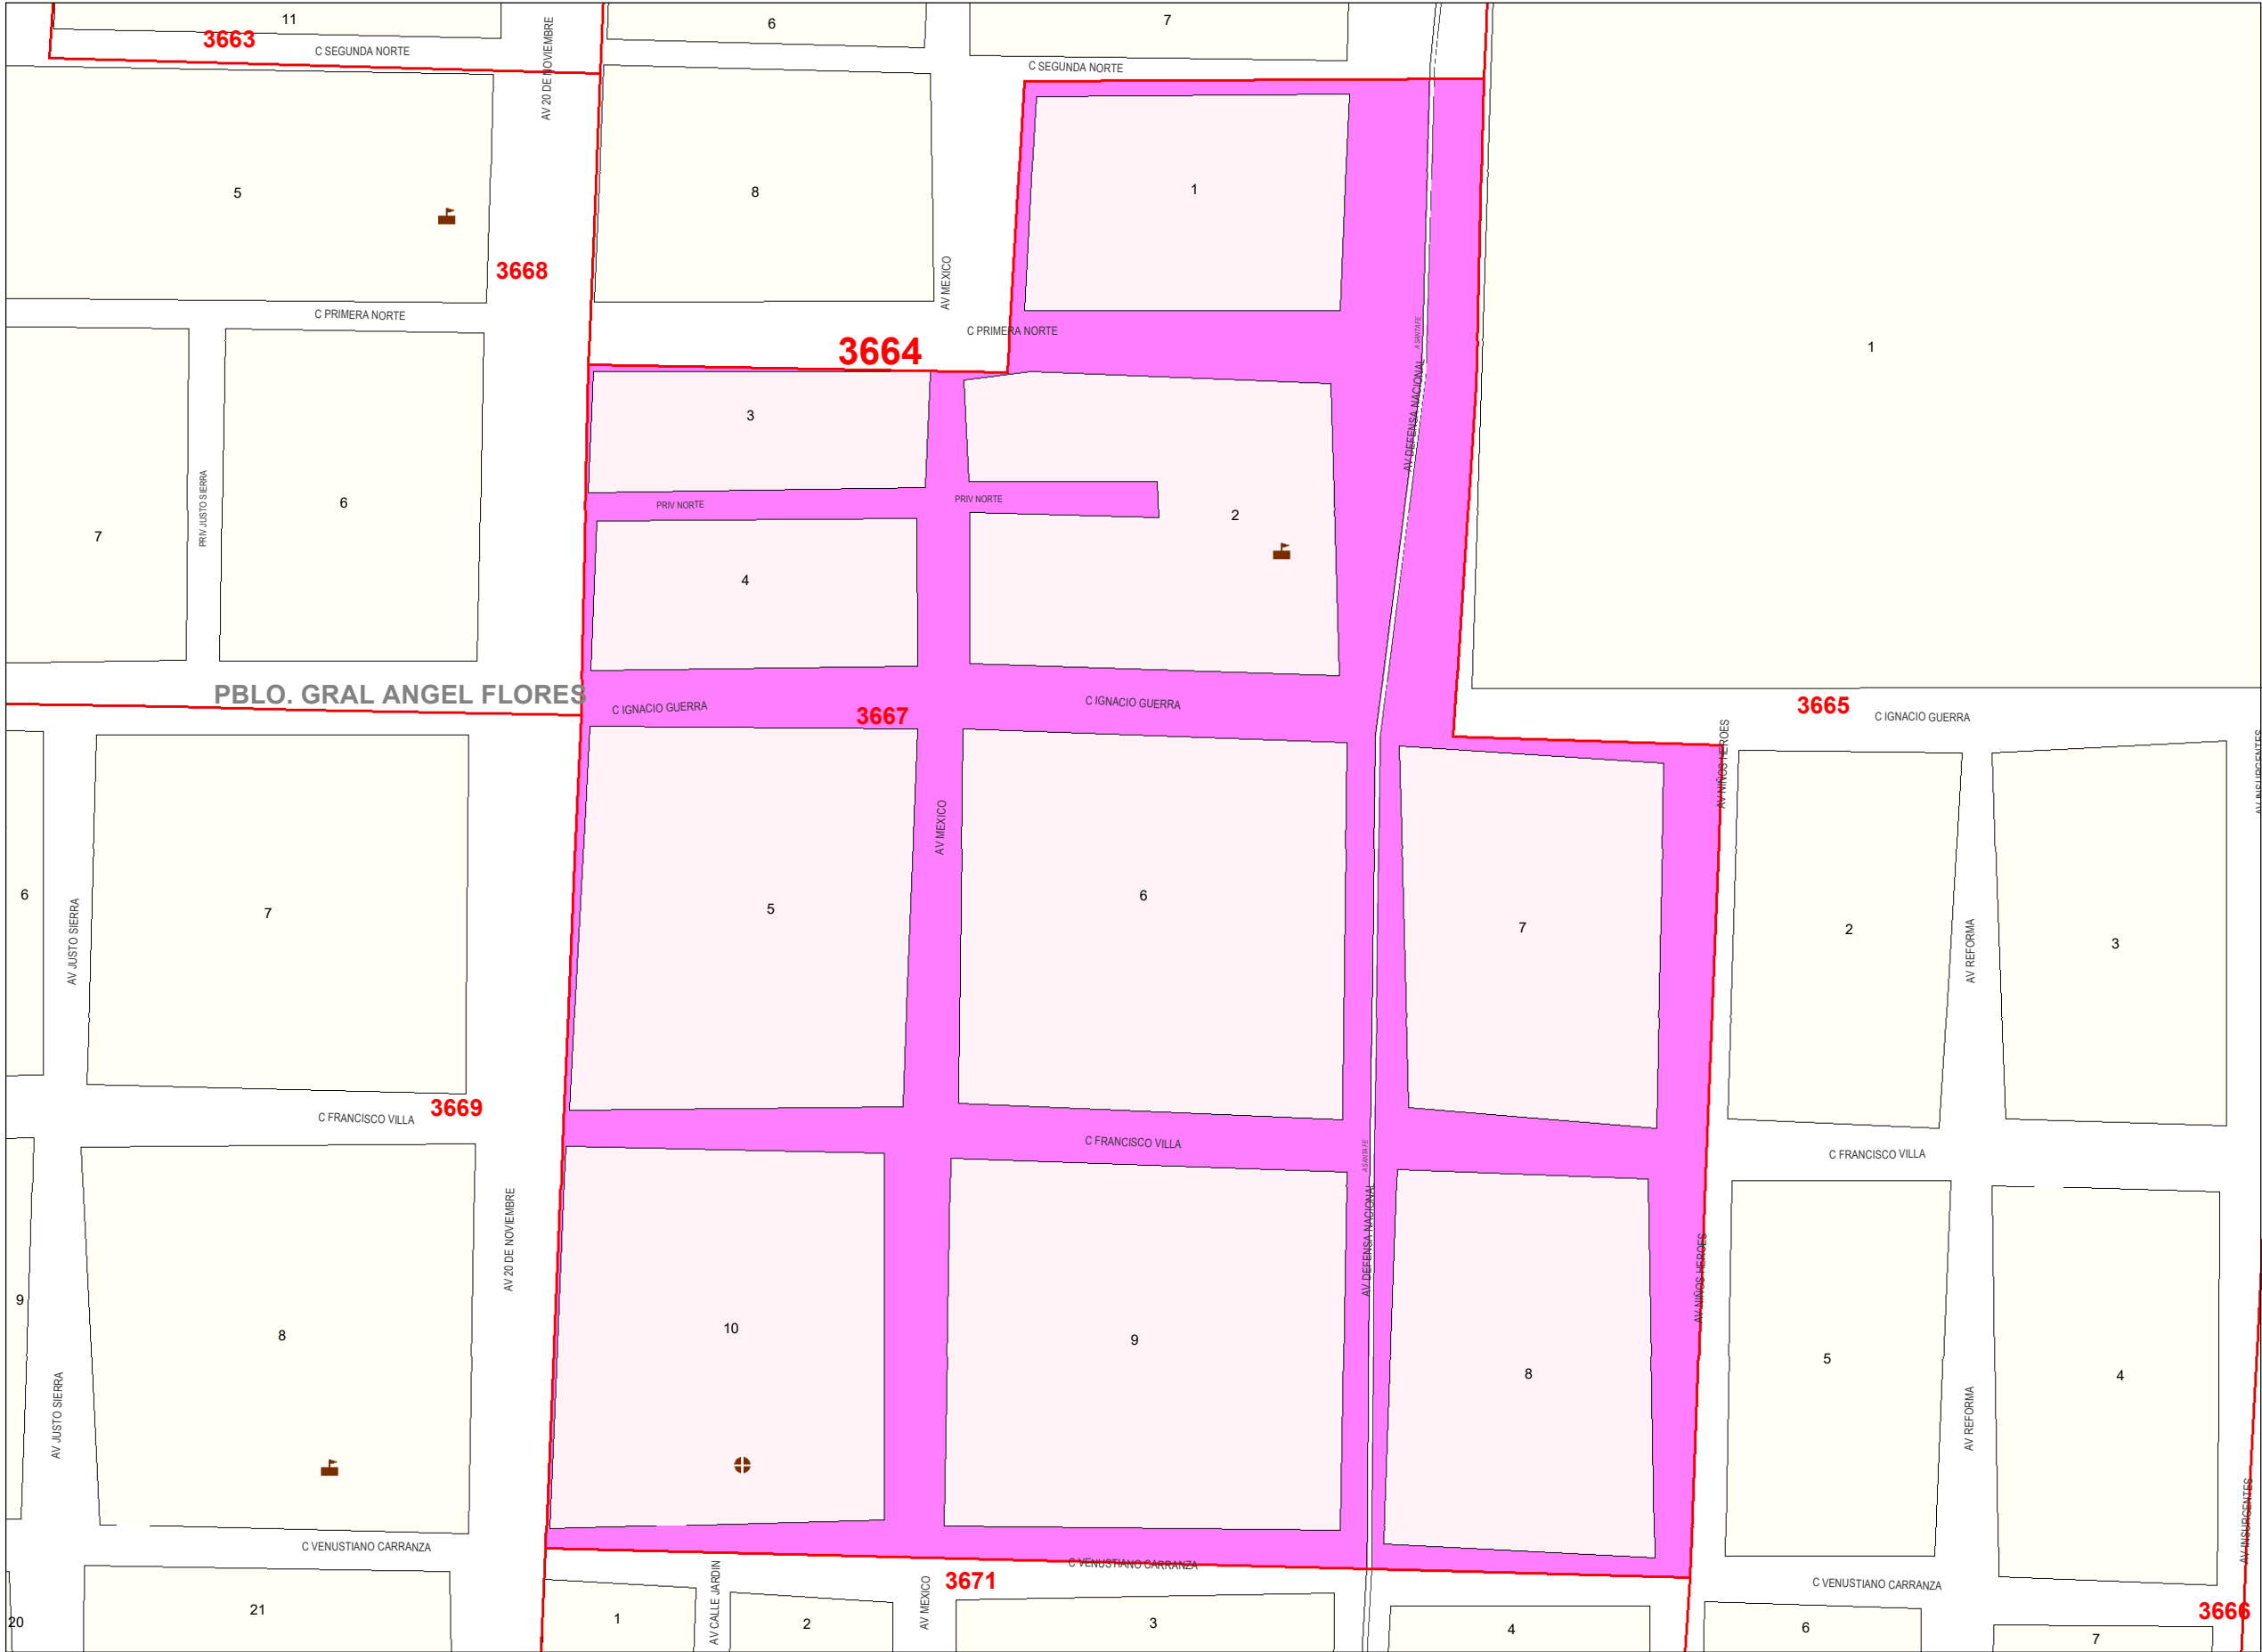 11
6
7
3663
C SEGUNDA NORTE
AV 20 DE NOVIEMBRE
C SEGUNDA NORTE
5
8
1
3668
AV MEXICO
C PRIMERA NORTE
C PRIMERA NORTE
3664
A SANTA FE
AV DEFENSA NACIONAL
1
3
PRIV JUSTO SIERRA
6
7
PRIV NORTE
PRIV NORTE
2
4
PBLO. GRAL ANGEL FLORES
C IGNACIO GUERRA
3667
C IGNACIO GUERRA
3665
C IGNACIO GUERRA
AV NIÑOS HEROES
AV INSURGENTES
AV MEXICO
6
7
AV JUSTO SIERRA
5
6
7
2
AV REFORMA
3
3669
C FRANCISCO VILLA
C FRANCISCO VILLA
A SANTA FE
C FRANCISCO VILLA
AV 20 DE NOVIEMBRE
AV DEFENSA NACIONAL
AV NIÑOS HEROES
9
8
10
9
8
5
4
AV JUSTO SIERRA
AV REFORMA
AV INSURGENTES
C VENUSTIANO CARRANZA
C VENUSTIANO CARRANZA
C VENUSTIANO CARRANZA
3671
AV CALLE JARDIN
AV MEXICO
3666
20
21
1
2
3
4
6
7